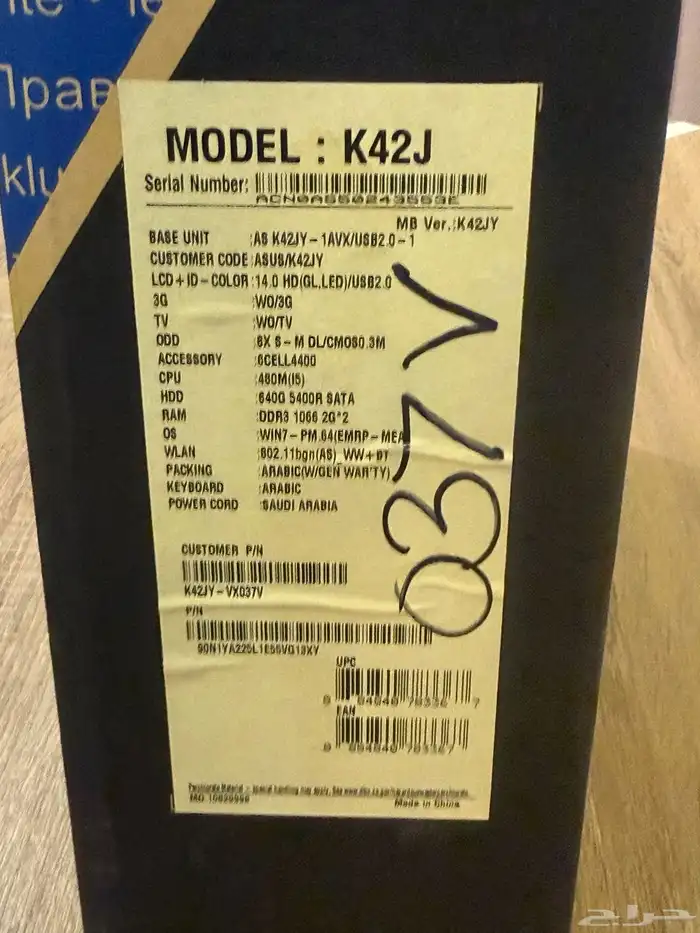 Прав
klu
MODEL : K42J
Serial Number:
MB Ver.:K42JY
BASE UNIT :AS K42JY-1AVX/USB2.0-1
CUSTOMER CODE :ASUS/K42JY
LCD+ID-COLOR :14.0 HD(GL,LED)/USB2.0
3G :WO/3G
TV :WO/TV
ODD :8X S-M DL/CMOS0.3M
ACCESSORY :6CELL4400
CPU :480M(I5)
HDD :640G 5400R SATA
RAM :DDR3 1066 2G*2
OS :WIN7-PM.64(EMRP-MEA
WLAN :802.11bgn(AS)_WW+BT
PACKING :ARABIC(W/GEN WAR'TY)
KEYBOARD :ARABIC
POWER CORD :SAUDI ARABIA
037V
CUSTOMER P/N
K42JY-VX037V
P/N
90N1YA225L1E55VG13XY
UPC
EAN
Made in China
حراج